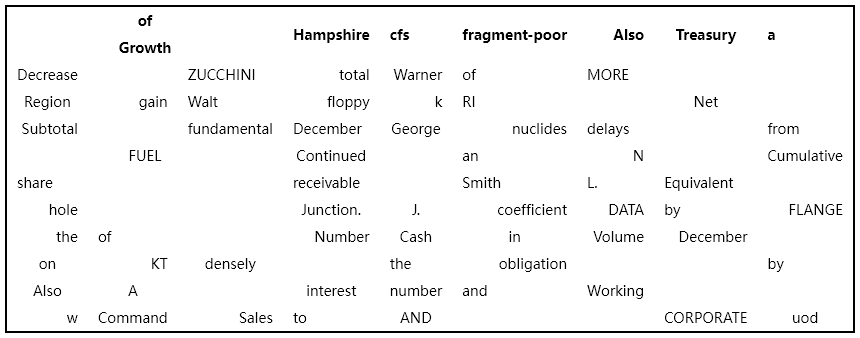 of Growth Hampshire cfs fragment-poor Also Treasury a
Decrease ZUCCHINI total Warner of MORE
Region gain Walt floppy k RI Net
Subtotal fundamental December George nuclides delays from
FUEL Continued an N Cumulative
share receivable Smith L. Equivalent
hole Junction. J. coefficient DATA by FLANGE
the of Number Cash in Volume December
on KT densely the obligation by
Also A interest number and Working
w Command Sales to AND CORPORATE uod